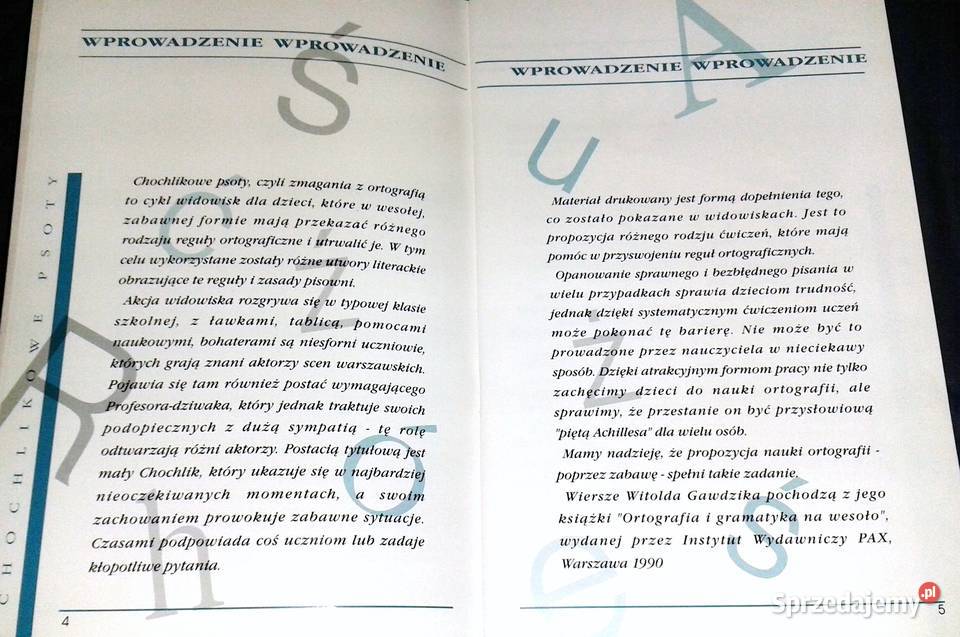 WPROWADZENIE WPROWADZENIE
Chochlikowe psoty, czyli zmagania z ortografią
to cykl widowisk dla dzieci, które w wesołej,
zabawnej formie mają przekazać różnego
rodzaju reguły ortograficzne i utrwalić je. W tym
celu wykorzystane zostały różne utwory literackie
obrazujące te reguły i zasady pisowni.
Akcja widowiska rozgrywa się w typowej klasie
szkolnej, z ławkami, tablicą, pomocami
naukowymi, bohaterami są niesforni uczniowie,
których grają znani aktorzy scen warszawskich.
Pojawia się tam również postać wymagającego
Profesora-dziwaka, który jednak traktuje swoich
podopiecznych z dużą sympatią - tę rolę
odtwarzają różni aktorzy. Postacią tytułową jest
mały Chochlik, który ukazuje się w najbardziej
nieoczekiwanych momentach, a swoim
zachowaniem prowokuje zabawne sytuacje.
Czasami podpowiada coś uczniom lub zadaje
kłopotliwe pytania.
4
CHOCHLIKOWE PSOTY
Ś
ć
ż
R
ó
h
WPROWADZENIE WPROWADZENIE
Materiał drukowany jest formą dopełnienia tego,
co zostało pokazane w widowiskach. Jest to
propozycja różnego rodzju ćwiczeń, które mają
pomóc w przyswojeniu reguł ortograficznych.
Opanowanie sprawnego i bezbłędnego pisania w
wielu przypadkach sprawia dzieciom trudność,
jednak dzięki systematycznym ćwiczeniom uczeń
może pokonać tę barierę. Nie może być to
prowadzone przez nauczyciela w nieciekawy
sposób. Dzięki atrakcyjnym formom pracy nie tylko
zachęcimy dzieci do nauki ortografii, ale
sprawimy, że przestanie on być przysłowiową
"piętą Achillesa" dla wielu osób.
Mamy nadzieję, że propozycja nauki ortografii -
poprzez zabawę - spełni takie zadanie.
Wiersze Witolda Gawdzika pochodzą z jego
książki "Ortografia i gramatyka na wesoło",
wydanej przez Instytut Wydawniczy PAX,
Warszawa 1990
5
A
u
ż
ś
e
Sprzedajemy.pl